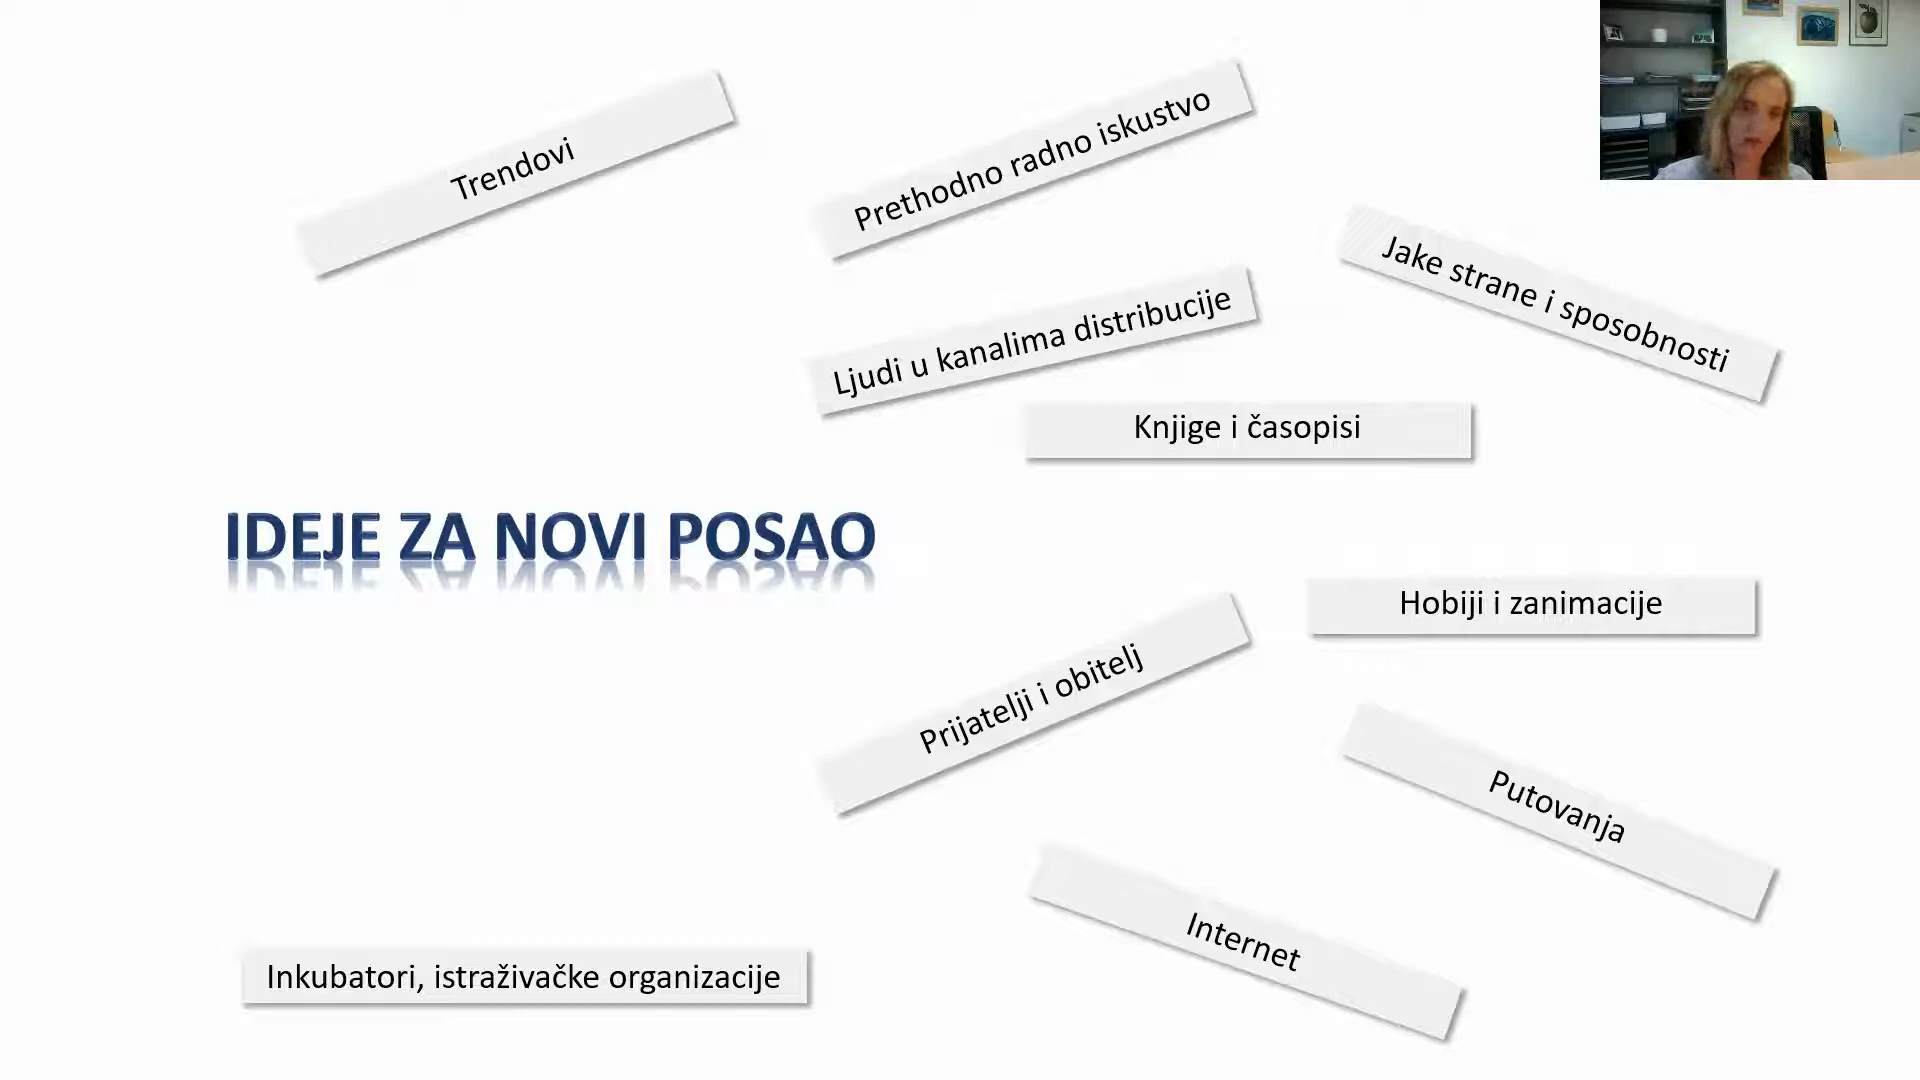 Trendovi
Prethodno radno iskustvo
Jake strane i sposobnosti
Ljudi u kanalima distribucije
Knjige i časopisi
IDEJE ZA NOVI POSAO
Hobiji i zanimacije
Prijatelji i obitelj
Putovanja
Internet
Inkubatori, istraživačke organizacije